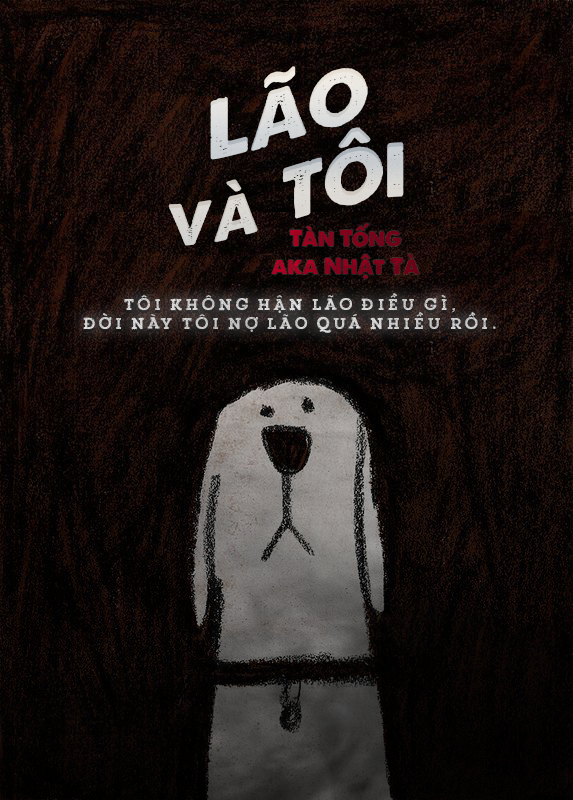 LÃO
VÀ TÔI
TÀN TỐNG
AKA NHẬT TÀ
TÔI KHÔNG HẬN LÃO ĐIỀU GÌ,
ĐỜI NÀY TÔI NỢ LÃO QUÁ NHIỀU RỒI.